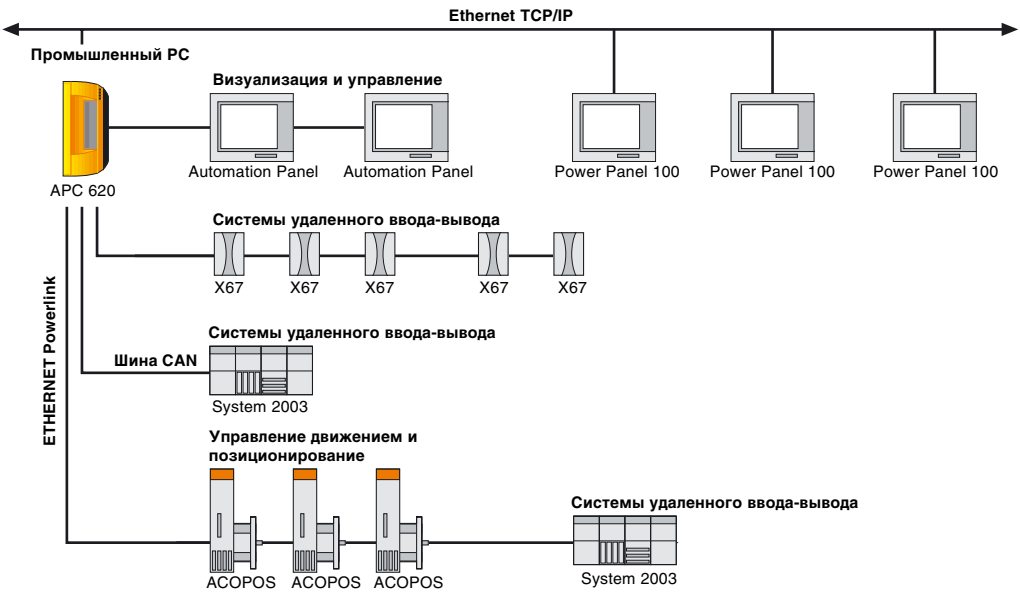 Ethernet TCP/IP
Промышленный PC
Визуализация и управление
APC 620
Automation Panel
Automation Panel
Power Panel 100
Power Panel 100
Power Panel 100
Системы удаленного ввода-вывода
X67
X67
X67
X67
X67
ETHERNET Powerlink
Системы удаленного ввода-вывода
Шина CAN
System 2003
Управление движением и
позиционирование
ACOPOS
ACOPOS
ACOPOS
Системы удаленного ввода-вывода
System 2003